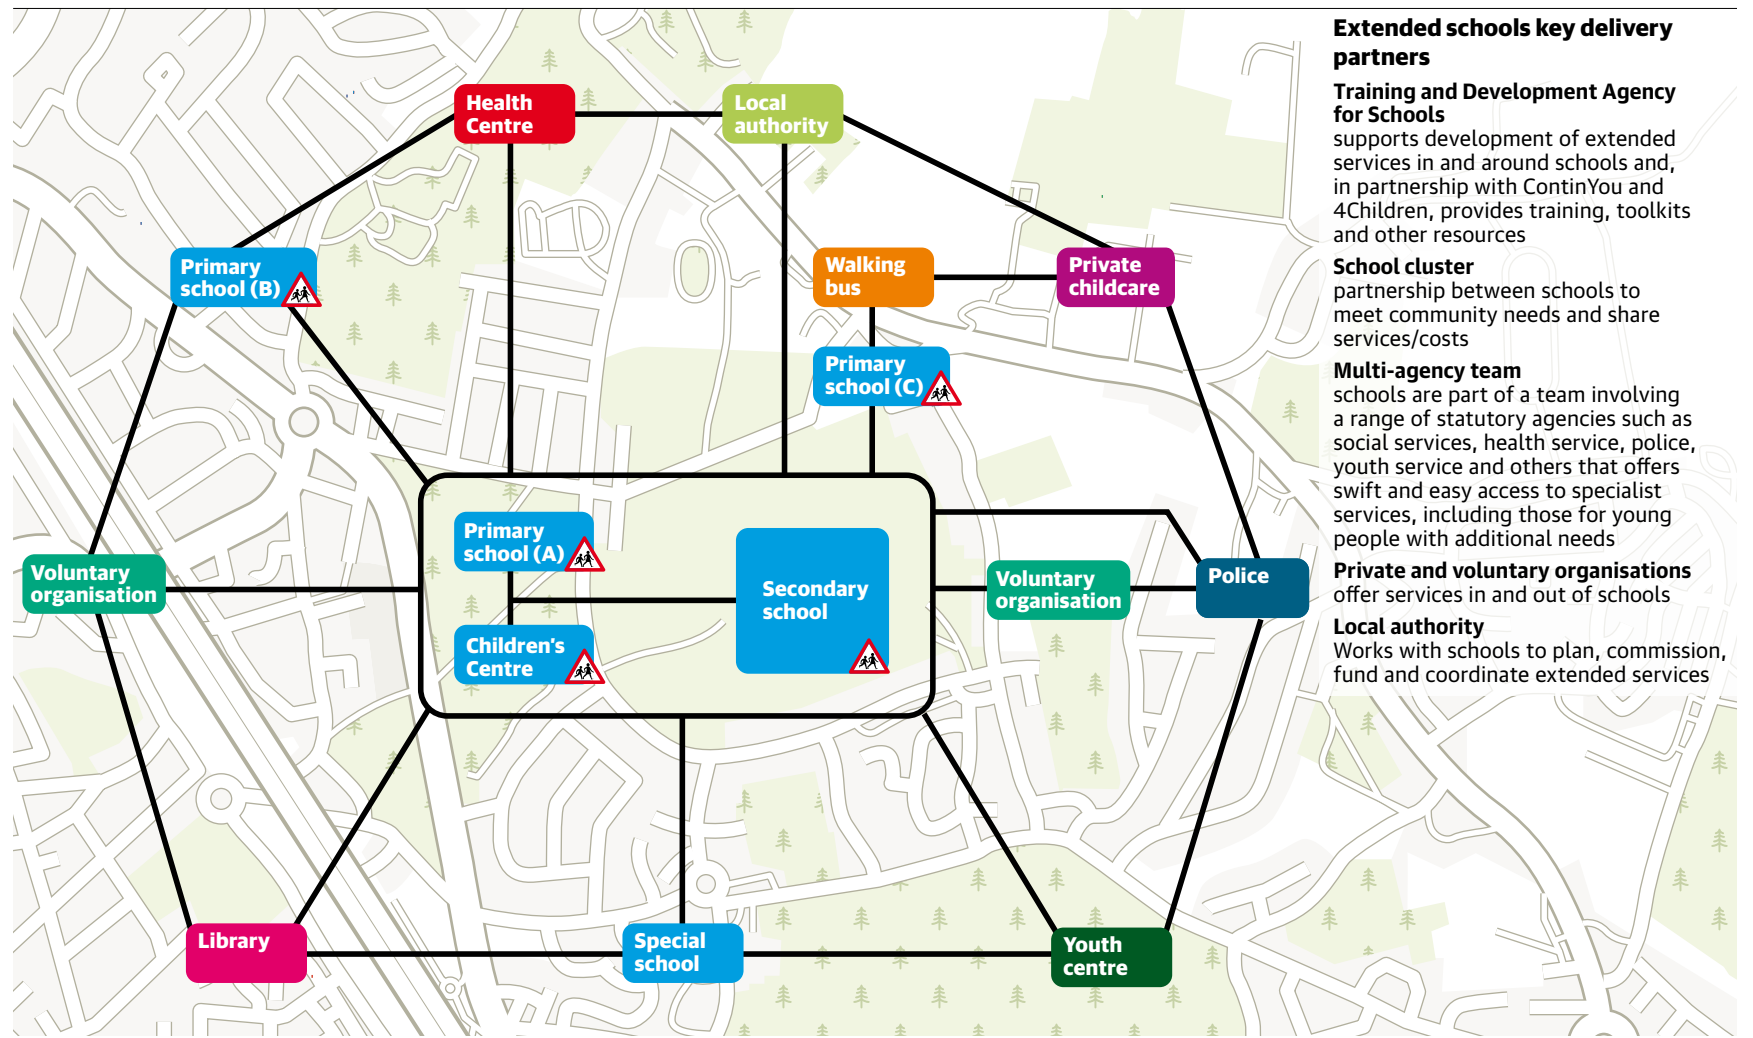 Health
Centre
Local
authority
Primary
school (B)
Walking
bus
Private
childcare
Primary
school (C)
Primary
school (A)
Secondary
school
Children's
Centre
Voluntary
organisation
Voluntary
organisation
Police
Library
Special
school
Youth
centre
Extended schools key delivery
partners
Training and Development Agency
for Schools
supports development of extended
services in and around schools and,
in partnership with ContinYou and
4Children, provides training, toolkits
and other resources
School cluster
partnership between schools to
meet community needs and share
services/costs
Multi-agency team
schools are part of a team involving
a range of statutory agencies such as
social services, health service, police,
youth service and others that offers
swift and easy access to specialist
services, including those for young
people with additional needs
Private and voluntary organisations
offer services in and out of schools
Local authority
Works with schools to plan, commission,
fund and coordinate extended services